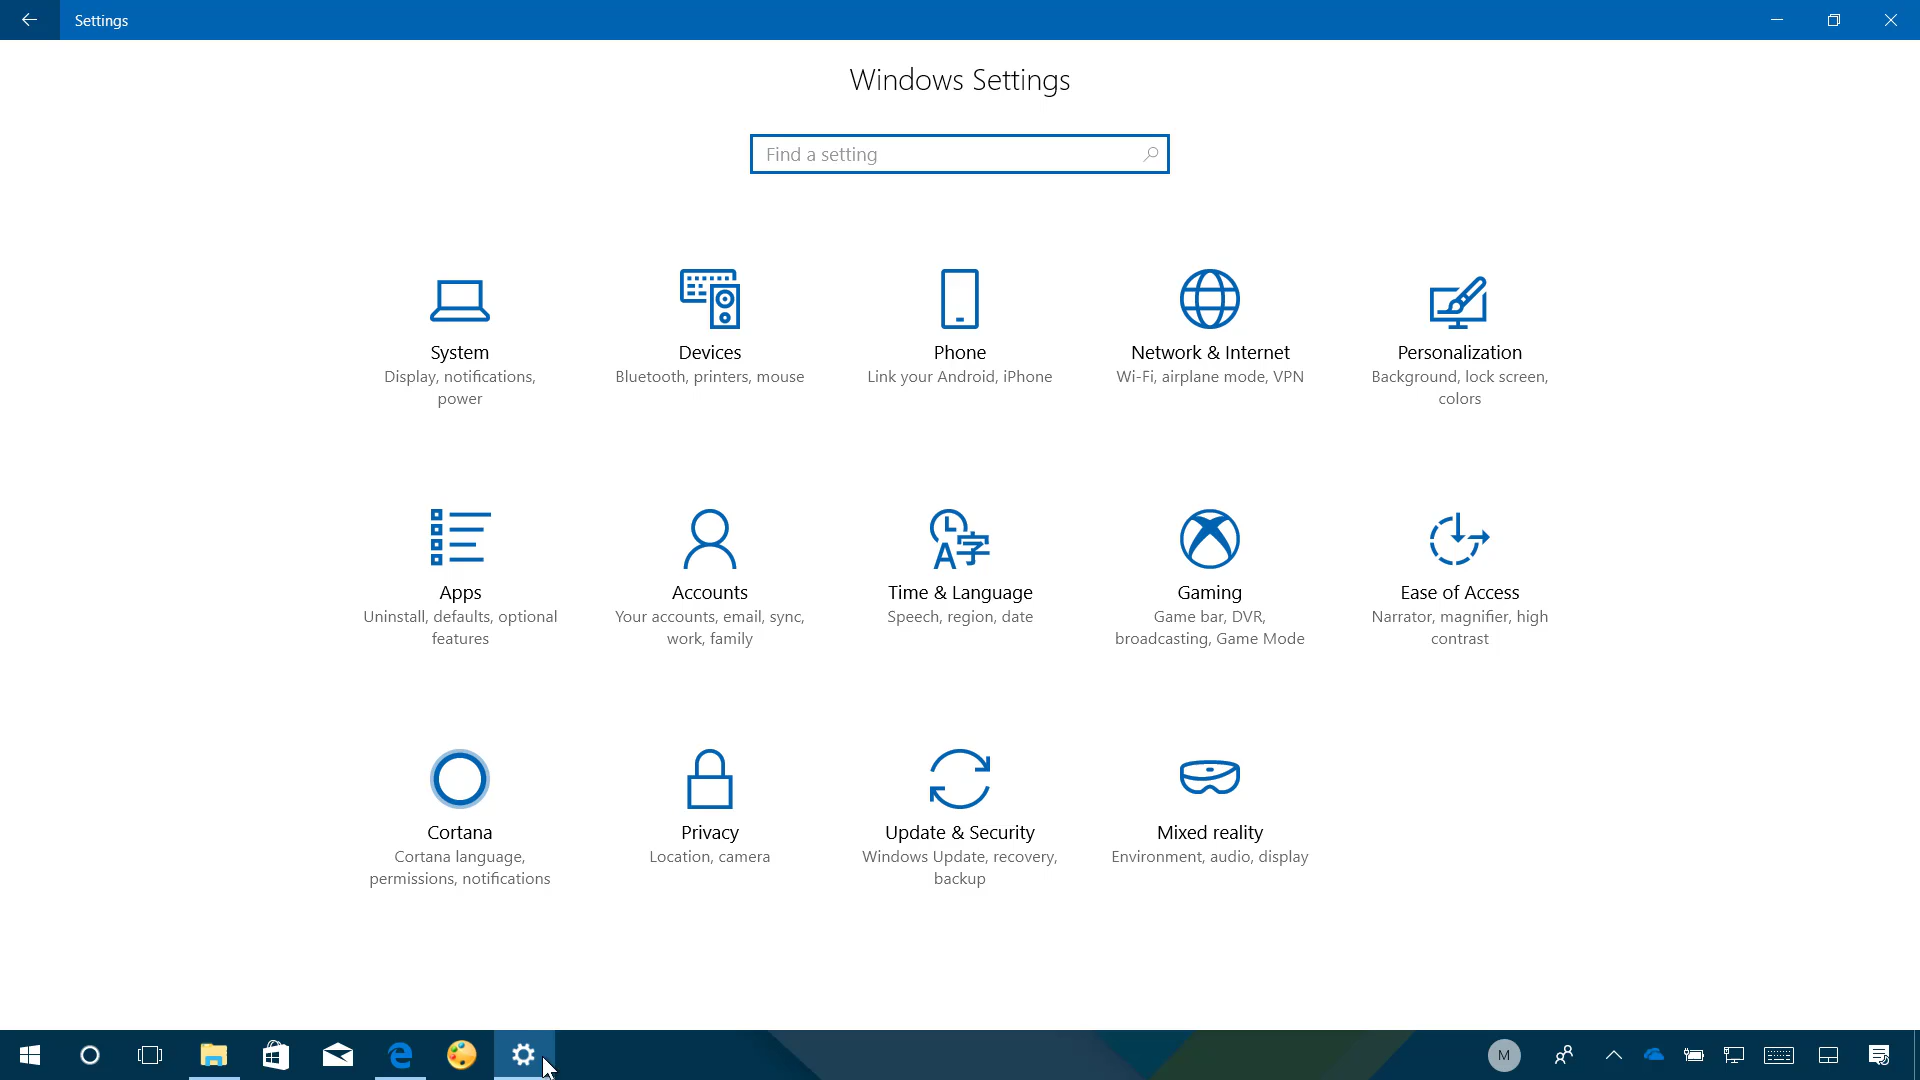 Settings
Windows Settings
Find a setting
System
Display, notifications,
power
Devices
Bluetooth, printers, mouse
Phone
Link your Android, iPhone
Network & Internet
Wi-Fi, airplane mode, VPN
Personalization
Background, lock screen,
colors
Apps
Uninstall, defaults, optional
features
Accounts
Your accounts, email, sync,
work, family
A字
Time & Language
Speech, region, date
Gaming
Game bar, DVR,
broadcasting, Game Mode
Ease of Access
Narrator, magnifier, high
contrast
Cortana
Cortana language,
permissions, notifications
Privacy
Location, camera
Update & Security
Windows Update, recovery,
backup
Mixed reality
Environment, audio, display
M